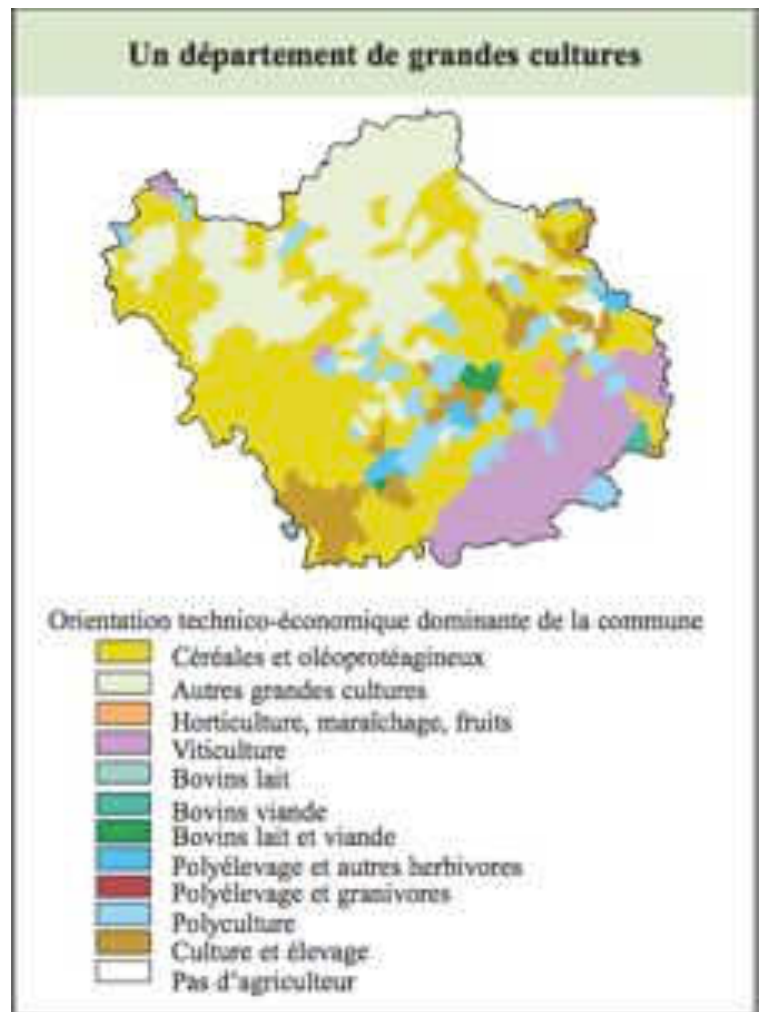 Un département de grandes cultures
Orientation technico-économique dominante de la commune
Céréales et oléoprotéagineux
Autres grandes cultures
Horticulture, maraîchage, fruits
Viticulture
Bovins lait
Bovins viande
Bovins lait et viande
Polyélevage et autres herbivores
Polyélevage et granivores
Polyculture
Culture et élevage
Pas d'agriculteur